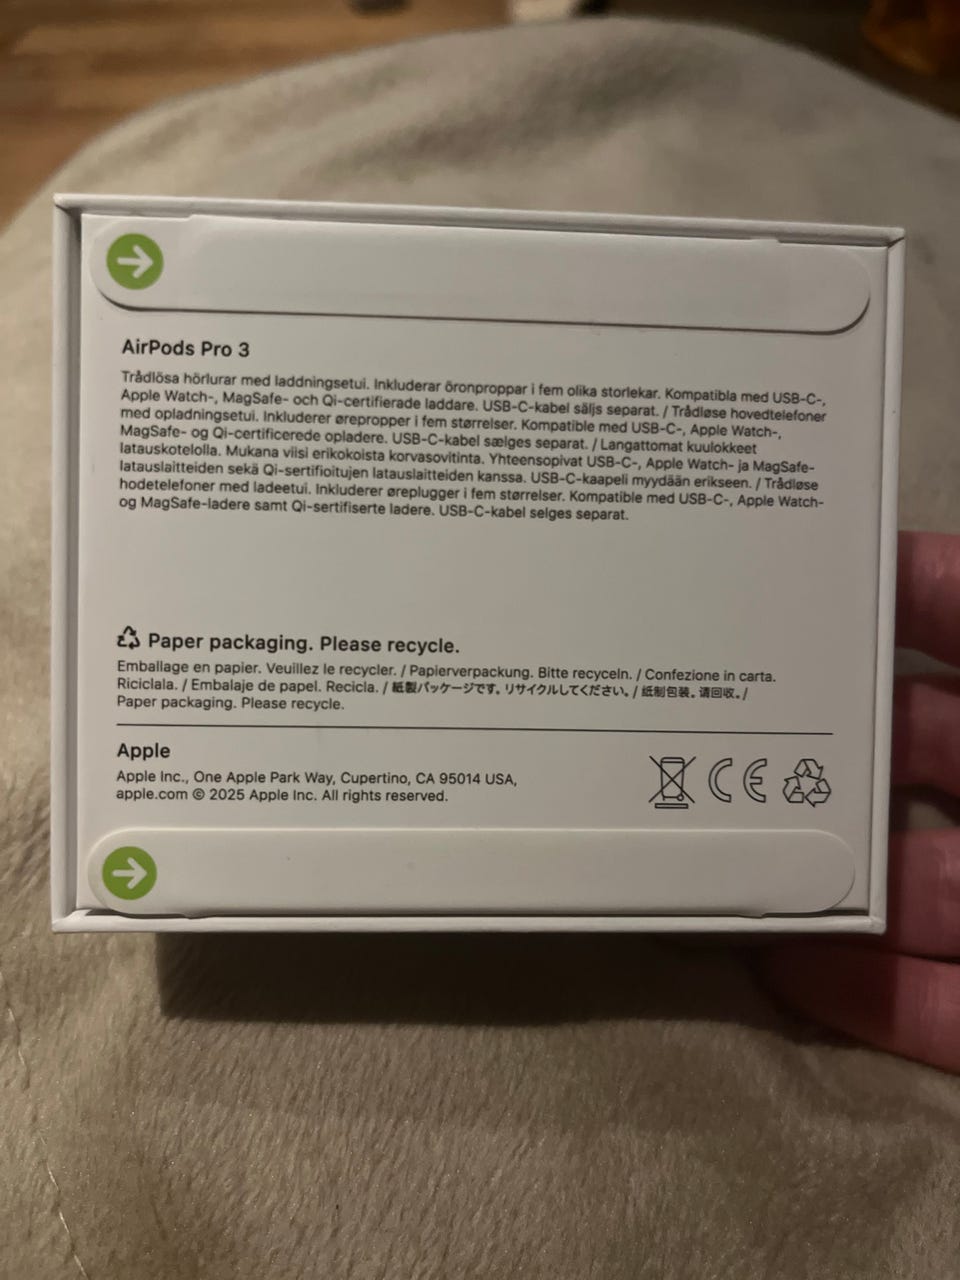 AirPods Pro 3
Trådlösa hörlurar med laddningsetui. Inkluderar öronproppar i fem olika storlekar. Kompatibla med USB-C-,
Apple Watch-, MagSafe- och Qi-certifierade laddare. USB-C-kabel säljs separat. / Trådløse hovedtelefoner
med opladningsetui. Inkluderer ørepropper i fem størrelser. Kompatible med USB-C-, Apple Watch-,
MagSafe- og Qi-certificerede opladere. USB-C-kabel sælges separat. / Langattomat kuulokkeet
latauskotelolla. Mukana viisi erikokoista korvasovitinta. Yhteensopivat USB-C-, Apple Watch- ja MagSafe-
latauslaitteiden sekä Qi-sertifioitujen latauslaitteiden kanssa. USB-C-kaapeli myydään erikseen. / Trådløse
hodetelefoner med ladeetui. Inkluderer øreplugger i fem størrelser. Kompatible med USB-C-, Apple Watch-
og MagSafe-ladere samt Qi-sertifiserte ladere. USB-C-kabel selges separat.
Paper packaging. Please recycle.
Emballage en papier. Veuillez le recycler. / Papierverpackung. Bitte recyceln. / Confezione in carta.
Riciclala. / Embalaje de papel. Recicla. / 紙製パッケージです。リサイクルしてください。/ 纸制包装。请回收。/
Paper packaging. Please recycle.
Apple
Apple Inc., One Apple Park Way, Cupertino, CA 95014 USA,
apple.com © 2025 Apple Inc. All rights reserved.
CE